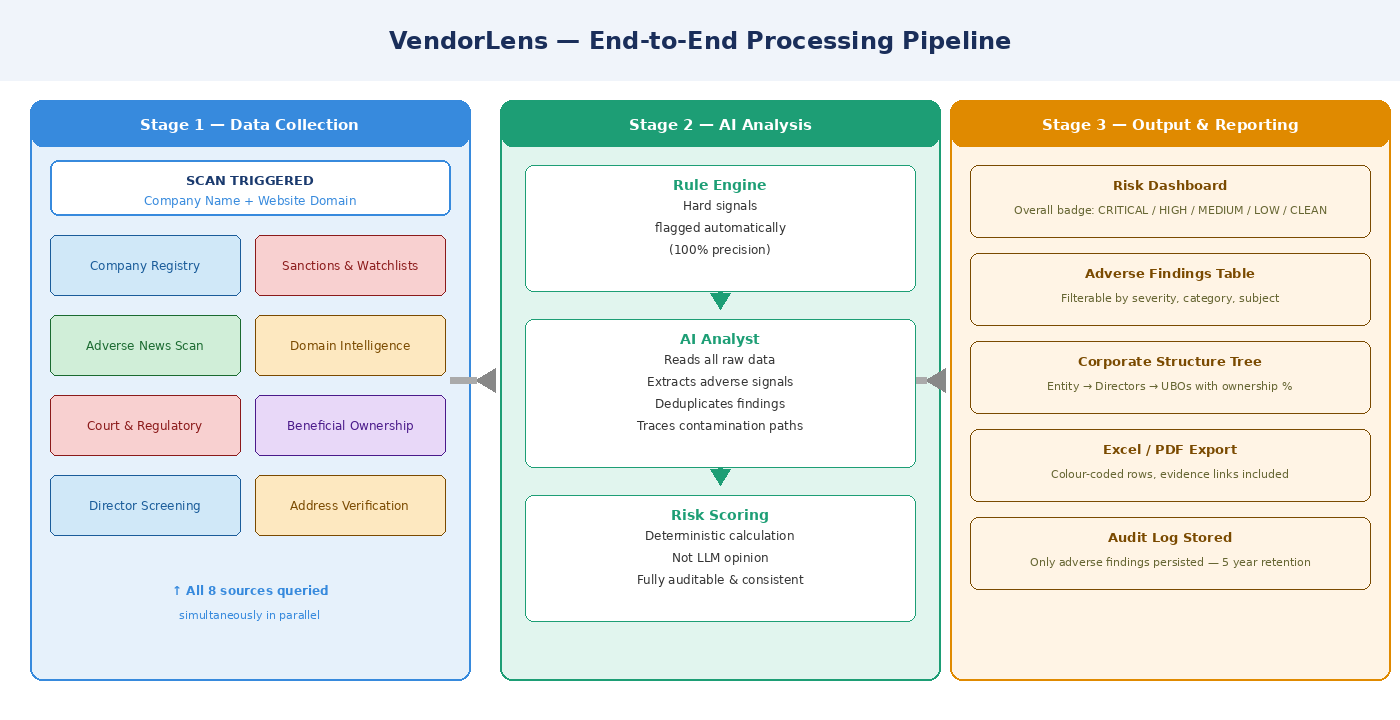 VendorLens — End-to-End Processing Pipeline
Stage 1 — Data Collection
SCAN TRIGGERED
Company Name + Website Domain
Company Registry
Sanctions & Watchlists
Adverse News Scan
Domain Intelligence
Court & Regulatory
Beneficial Ownership
Director Screening
Address Verification
↑ All 8 sources queried
simultaneously in parallel
Stage 2 — AI Analysis
Rule Engine
Hard signals
flagged automatically
(100% precision)
AI Analyst
Reads all raw data
Extracts adverse signals
Deduplicates findings
Traces contamination paths
Risk Scoring
Deterministic calculation
Not LLM opinion
Fully auditable & consistent
Stage 3 — Output & Reporting
Risk Dashboard
Overall badge: CRITICAL / HIGH / MEDIUM / LOW / CLEAN
Adverse Findings Table
Filterable by severity, category, subject
Corporate Structure Tree
Entity → Directors → UBOs with ownership %
Excel / PDF Export
Colour-coded rows, evidence links included
Audit Log Stored
Only adverse findings persisted — 5 year retention